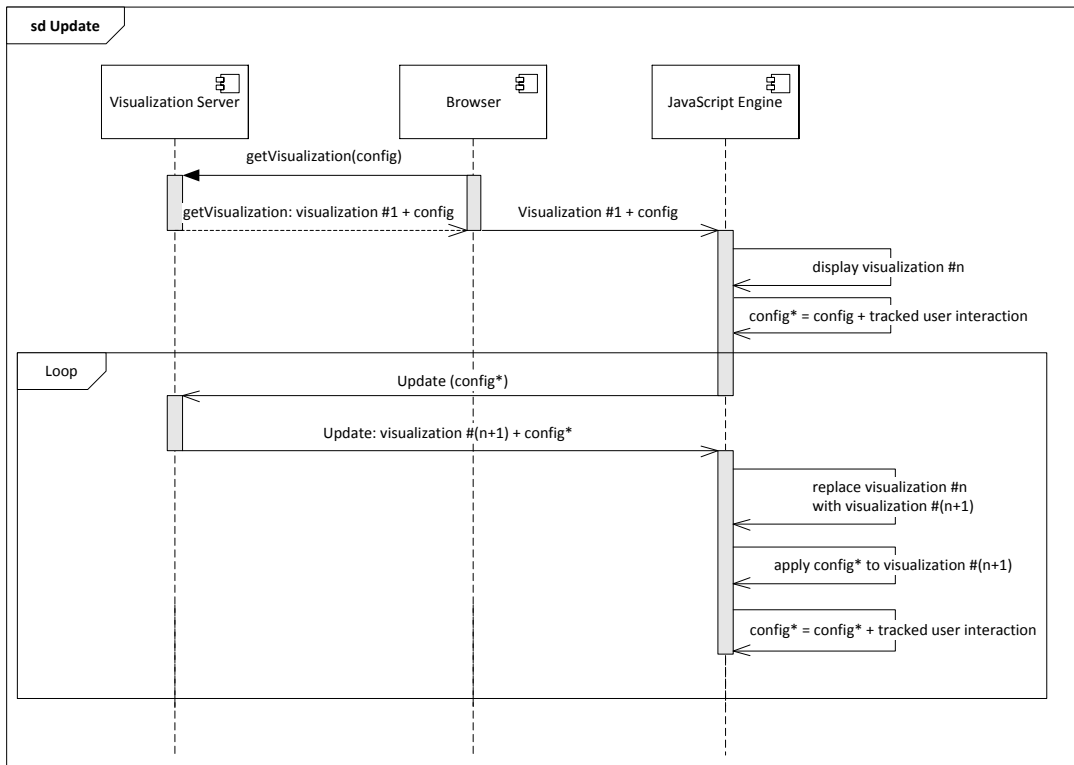 sd Update
Visualization Server
Browser
JavaScript Engine
getVisualization(config)
getVisualization: visualization #1 + config
Visualization #1 + config
display visualization #n
config* = config + tracked user interaction
Loop
Update (config*)
Update: visualization #(n+1) + config*
replace visualization #n
with visualization #(n+1)
apply config* to visualization #(n+1)
config* = config* + tracked user interaction